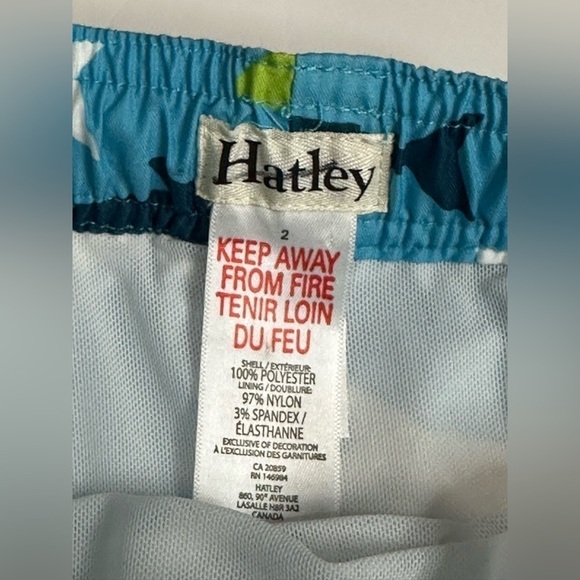 Hatley
2
KEEP AWAY
FROM FIRE
TENIR LOIN
DU FEU
SHELL / EXTÉRIEUR:
100% POLYESTER
LINING / DOUBLURE:
97% NYLON
3% SPANDEX /
ÉLASTHANNE
EXCLUSIVE OF DECORATION
À L'EXCLUSION DES GARNITURES
CA 20859
RN 146984
HATLEY
860, 90e AVENUE
LASALLE H8R 3A2
CANADA